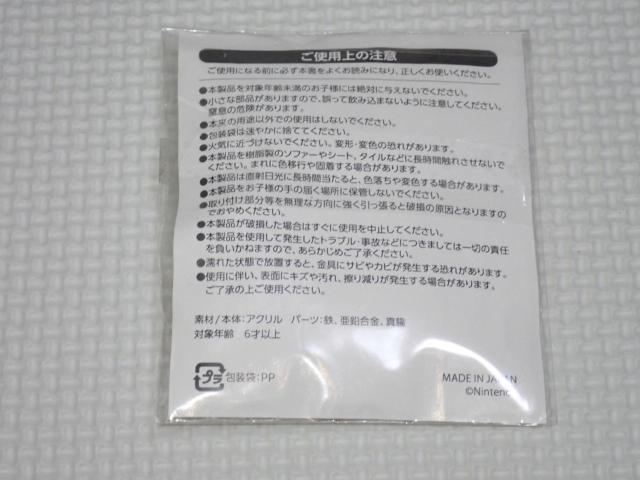 ご使用上の注意
ご使用になる前に必ず本書をよくお読みになり、正しくお使いください。
●本製品を対象年齢未満のお子様には絶対に与えないでください。
●小さな部品がありますので、誤って飲み込まないように注意してください。
窒息の危険があります。
●本来の用途以外での使用はしないでください。
●包装袋は速やかに捨ててください。
●火気に近づけないでください。変形・変色の恐れがあります。
●本製品を樹脂製のソファーやシート、タイルなどに長時間触れさせないで
ください。まれに色移行や固着する場合があります。
●本製品は直射日光に長時間当たると、色落ちや変色する場合があります。
●本製品をお子様の手の届く場所に保管しないでください。
●取り付け部分等を無理な方向に強く引っ張ると破損の原因となりますの
でおやめください。
●本製品が破損した場合はすぐに使用を中止してください。
●本製品を使用して発生したトラブル・事故などにつきましては一切の責任
を負いかねますので、あらかじめご了承ください。
●濡れた状態で放置すると、金具にサビやカビが発生する恐れがあります。
●使用に伴い、表面にキズや汚れ、擦り減りが発生する場合があります。
ご了承の上ご使用ください。
素材/本体:アクリル パーツ:鉄、亜鉛合金、真鍮
対象年齢 6才以上
プラ 包装袋:PP
MADE IN JAPAN
©Nintendo